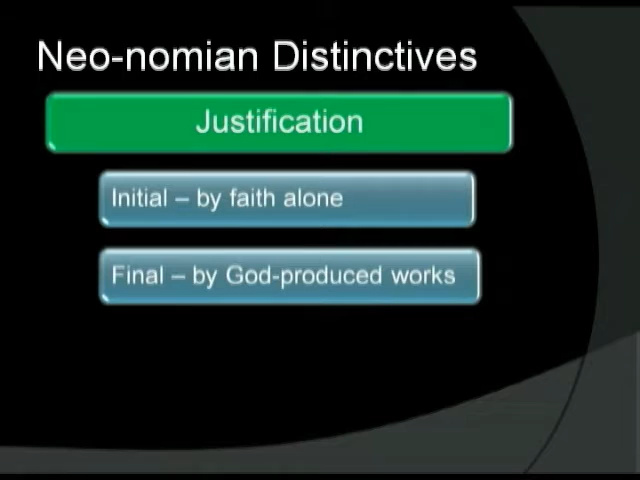 Neo-nomian Distinctives
Justification
Initial – by faith alone
Final – by God-produced works